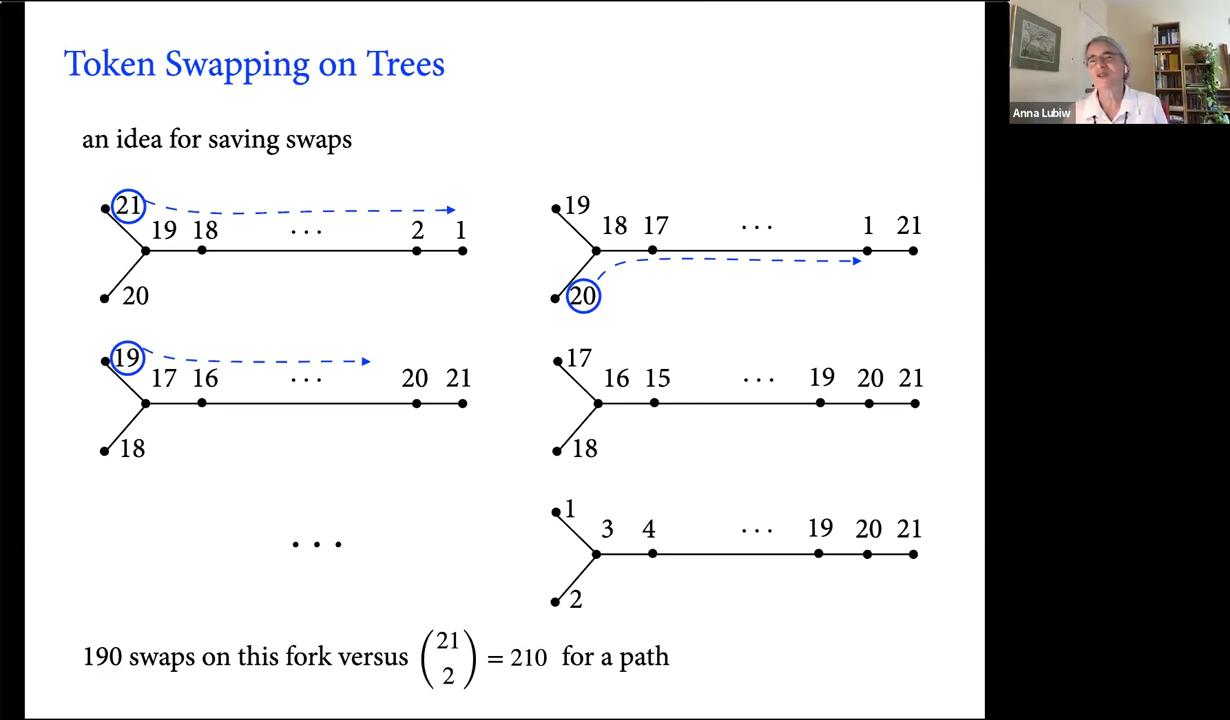 Token Swapping on Trees
Anna Lubiw
an idea for saving swaps
21
19 18 ... 2 1
20
19
18 17 ... 1 21
20
19
17 16 ... 20 21
18
17
16 15 ... 19 20 21
18
...
1
3 4 ... 19 20 21
2
190 swaps on this fork versus (21 2) = 210 for a path